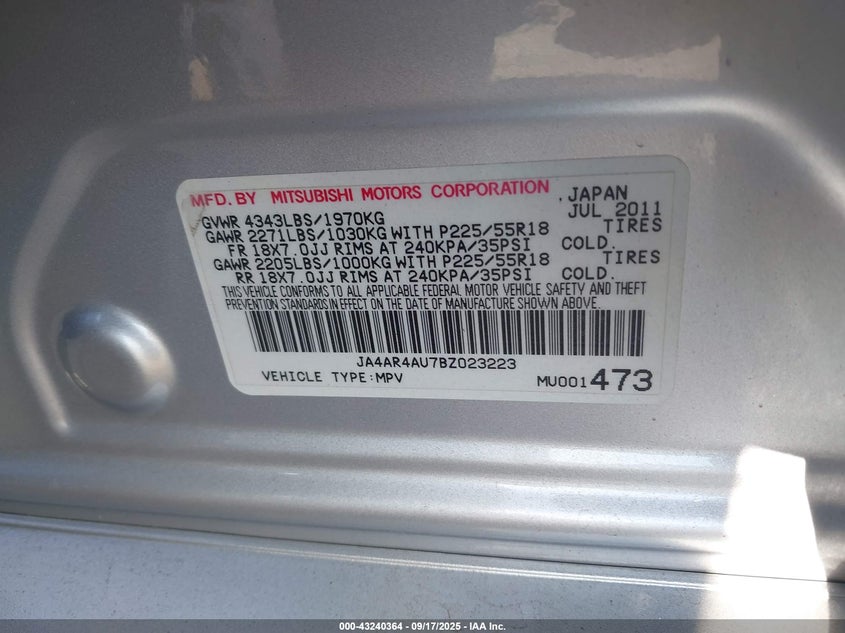 MFD.BY MITSUBISHI MOTORS CORPORATION , JAPAN
GVWR 4343LBS/1970KG JUL 2011
GAWR 2271LBS/1030KG WITH P225/55R18 TIRES
FR 18X7.0JJ RIMS AT 240KPA/35PSI COLD.
GAWR 2205LBS/1000KG WITH P225/55R18 TIRES
RR 18X7.0JJ RIMS AT 240KPA/35PSI COLD.
THIS VEHICLE CONFORMS TO ALL APPLICABLE FEDERAL MOTOR VEHICLE SAFETY AND THEFT
PREVENTION STANDARDS IN EFFECT ON THE DATE OF MANUFACTURE SHOWN ABOVE.
JA4AR4AU7BZ023223
VEHICLE TYPE:MPV MU001473
000-43240364 - 09/17/2025 - IAA Inc.